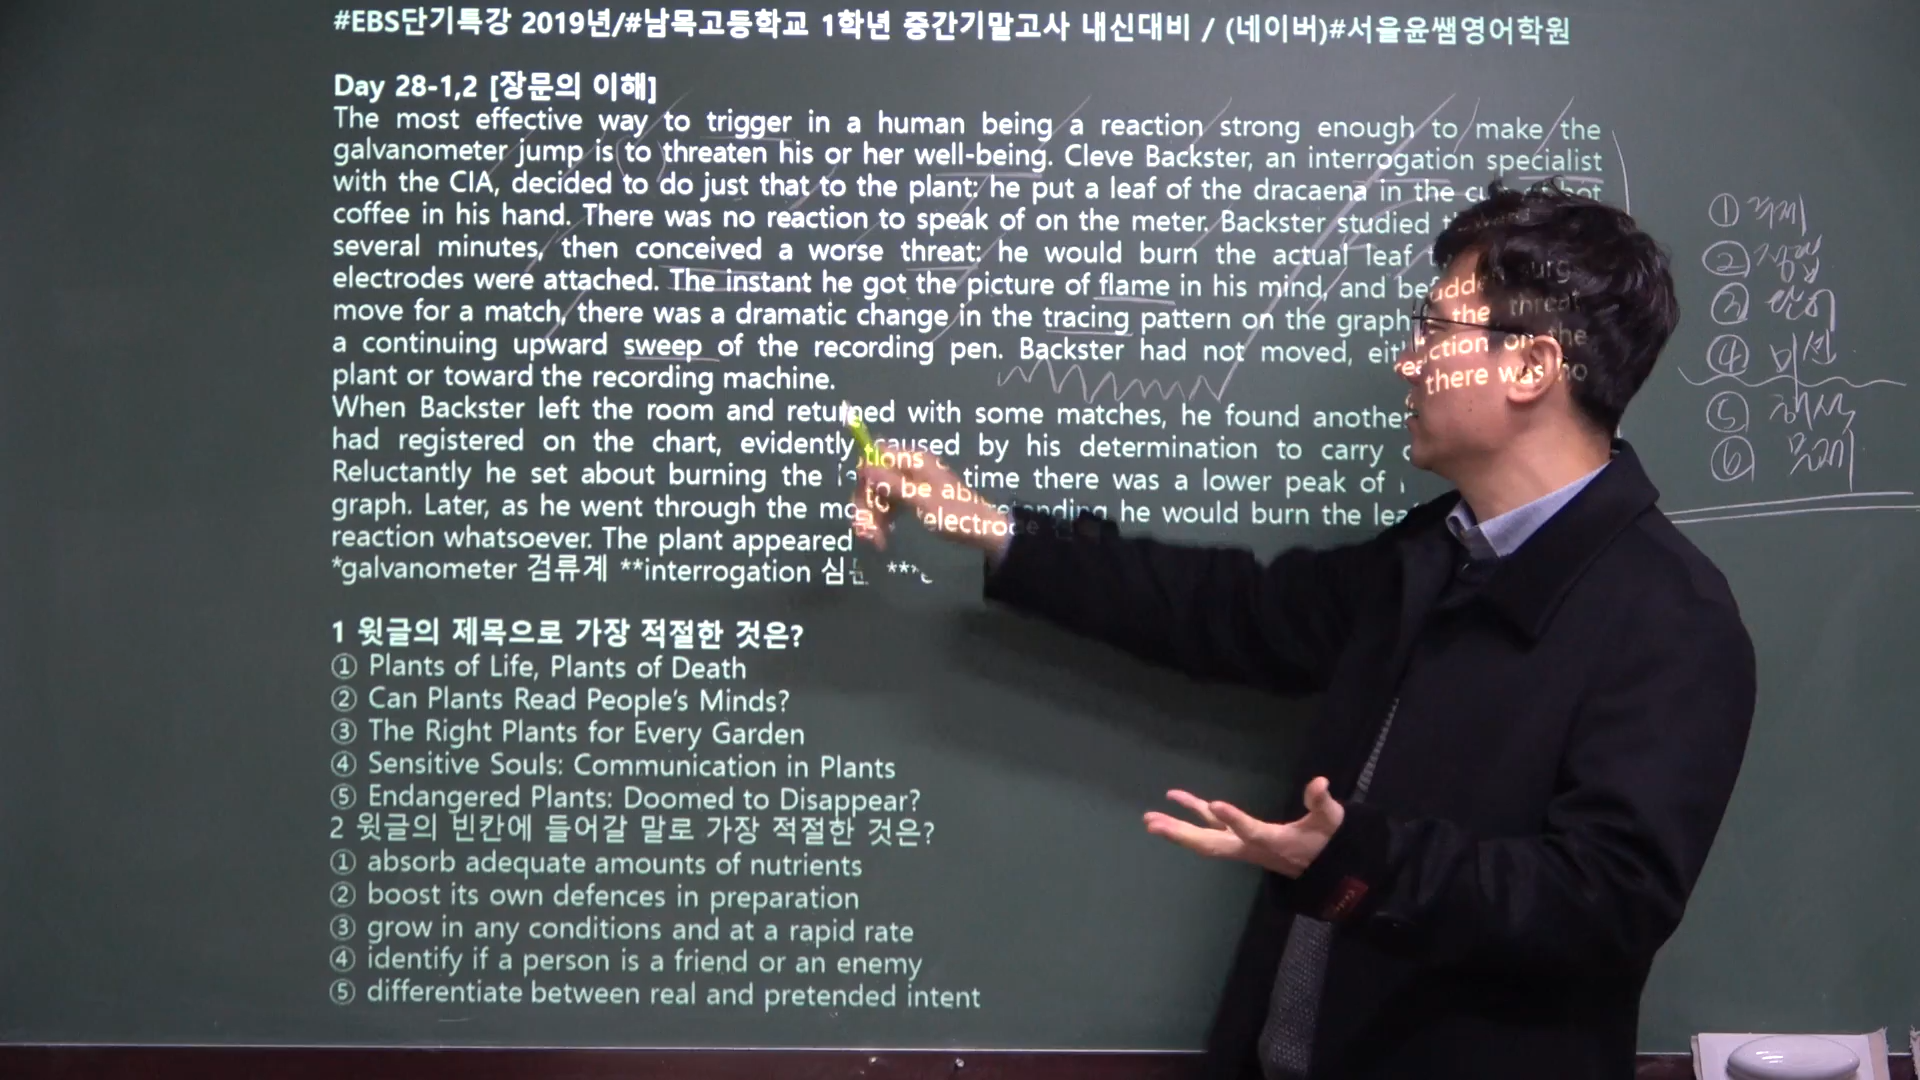 #EBS단기특강 2019년/#남목고등학교 1학년 중간기말고사 내신대비 / (네이버)#서울윤쌤영어학원
Day 28-1,2 [장문의 이해]
The most effective way to trigger in a human being a reaction strong enough to make the
galvanometer jump is to threaten his or her well-being. Cleve Backster, an interrogation specialist
with the CIA, decided to do just that to the plant: he put a leaf of the dracaena in the hot
coffee in his hand. There was no reaction to speak of on the meter. Backster studied
several minutes, then conceived a worse threat: he would burn the actual leaf
electrodes were attached. The instant he got the picture of flame in his mind, and
move for a match, there was a dramatic change in the tracing pattern on the graph the threat
a continuing upward sweep of the recording pen. Backster had not moved, on the
plant or toward the recording machine. there was no
When Backster left the room and returned with some matches, he found another
had registered on the chart, evidently caused by his determination to carry
Reluctantly he set about burning the time there was a lower peak of
graph. Later, as he went through the to be he would burn the
reaction whatsoever. The plant appeared
*galvanometer 검류계 **interrogation
1 윗글의 제목으로 가장 적절한 것은?
① Plants of Life, Plants of Death
② Can Plants Read People's Minds?
③ The Right Plants for Every Garden
④ Sensitive Souls: Communication in Plants
⑤ Endangered Plants: Doomed to Disappear?
2 윗글의 빈칸에 들어갈 말로 가장 적절한 것은?
① absorb adequate amounts of nutrients
② boost its own defences in preparation
③ grow in any conditions and at a rapid rate
④ identify if a person is a friend or an enemy
⑤ differentiate between real and pretended intent
①
②
③
④
⑤
⑥